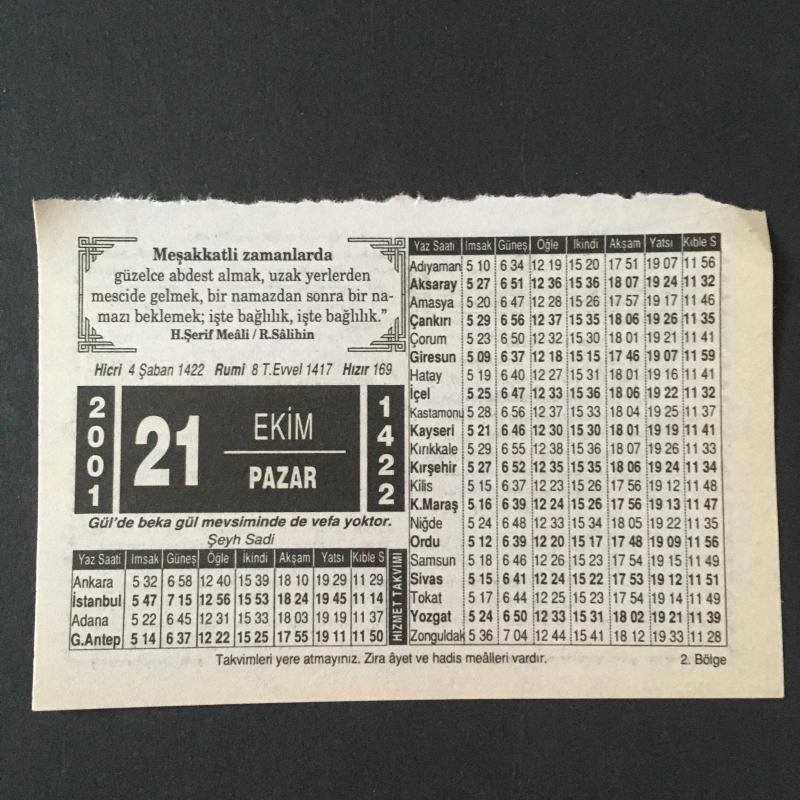 Meşakkatli zamanlarda
güzelce abdest almak, uzak yerlerden
mescide gelmek, bir namazdan sonra bir na-
mazı beklemek; işte bağlılık, işte bağlılık.”
H.Şerif Meâli / R.Sâlihin
Hicri 4 Şaban 1422 Rumi 8 T.Evvel 1417 Hızır 169
2001
21
EKİM
PAZAR
1422
Gül’de beka gül mevsiminde de vefa yoktor.
Şeyh Sadi
Yaz Saati İmsak Güneş Öğle İkindi Akşam Yatsı Kıble S
Ankara 5 32 6 58 12 40 15 39 18 10 19 29 11 29
İstanbul 5 47 7 15 12 56 15 53 18 24 19 45 11 14
Adana 5 22 6 45 12 31 15 33 18 03 19 19 11 37
G.Antep 5 14 6 37 12 22 15 25 17 55 19 11 11 50
HİZMET TAKVİMİ
Yaz Saati İmsak Güneş Öğle İkindi Akşam Yatsı Kıble S
Adıyaman 5 10 6 34 12 19 15 20 17 51 19 07 11 56
Aksaray 5 27 6 51 12 36 15 36 18 07 19 24 11 32
Amasya 5 20 6 47 12 28 15 26 17 57 19 17 11 46
Çankırı 5 29 6 56 12 37 15 35 18 06 19 26 11 35
Çorum 5 23 6 50 12 32 15 30 18 01 19 21 11 41
Giresun 5 09 6 37 12 18 15 15 17 46 19 07 11 59
Hatay 5 19 6 40 12 27 15 31 18 01 19 16 11 41
İçel 5 25 6 47 12 33 15 36 18 06 19 22 11 32
Kastamonu 5 28 6 56 12 37 15 33 18 04 19 25 11 37
Kayseri 5 21 6 46 12 30 15 30 18 01 19 19 11 41
Kırıkkale 5 29 6 55 12 38 15 36 18 07 19 26 11 33
Kırşehir 5 27 6 52 12 35 15 35 18 06 19 24 11 34
Kilis 5 15 6 37 12 23 15 26 17 56 19 12 11 48
K.Maraş 5 16 6 39 12 24 15 26 17 56 19 13 11 47
Niğde 5 24 6 48 12 33 15 34 18 05 19 22 11 35
Ordu 5 12 6 39 12 20 15 17 17 48 19 09 11 56
Samsun 5 18 6 46 12 26 15 23 17 54 19 15 11 49
Sivas 5 15 6 41 12 24 15 22 17 53 19 12 11 51
Tokat 5 17 6 44 12 25 15 23 17 54 19 14 11 49
Yozgat 5 24 6 50 12 33 15 31 18 02 19 21 11 39
Zonguldak 5 36 7 04 12 44 15 41 18 12 19 33 11 28
Takvimleri yere atmayınız. Zira âyet ve hadis meâlleri vardır.
2. Bölge